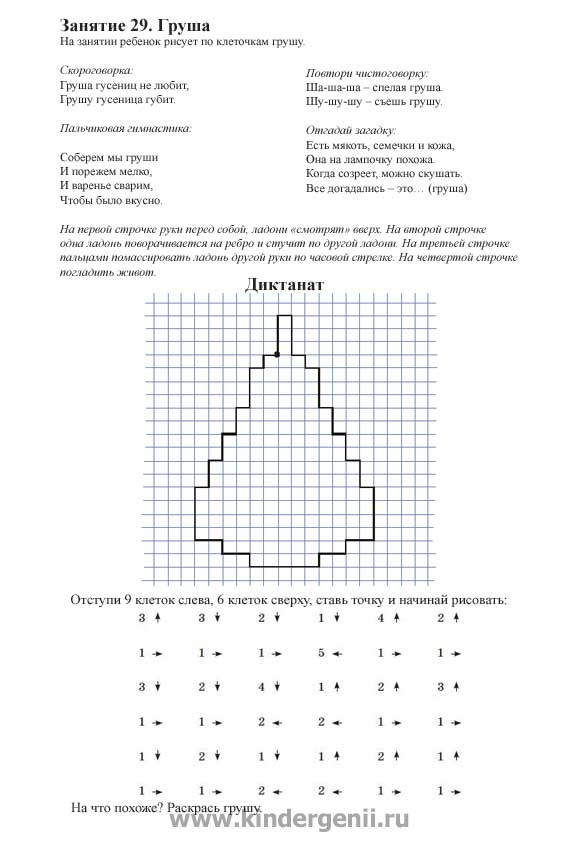 Занятие 29. Груша
На занятии ребенок рисует по клеточкам грушу.
Скороговорка:
Груша гусениц не любит,
Грушу гусеница губит.
Пальчиковая гимнастика:
Соберем мы груши
И порежем мелко,
И варенье сварим,
Чтобы было вкусно.
Повтори чистоговорку:
Ша-ша-ша – спелая груша.
Шу-шу-шу – съешь грушу.
Отгадай загадку:
Есть мякоть, семечки и кожа,
Она на лампочку похожа.
Когда созреет, можно скушать.
Все догадались – это… (груша)
На первой строчке руки перед собой, ладони «смотрят» вверх. На второй строчке
одна ладонь поворачивается на ребро и стучит по другой ладони. На третьей строчке
пальцами помассировать ладонь другой руки по часовой стрелке. На четвертой строчке
погладить живот.
Диктанат
Отступи 9 клеток слева, 6 клеток сверху, ставь точку и начинай рисовать:
3 ↑ 3 ↓ 2 ↓ 1 ↓ 4 ↑ 2 ↑
1 → 1 → 1 → 5 ← 1 → 1 →
3 ↓ 2 ↓ 4 ↓ 1 ↑ 2 ↑ 3 ↑
1 → 1 → 2 ← 2 ← 1 → 1 →
1 ↓ 2 ↓ 1 ↓ 1 ↑ 2 ↑ 1 ↑
1 → 1 → 2 ← 2 ← 1 → 1 →
На что похоже? Раскрась грушу.
www.kindergenii.ru